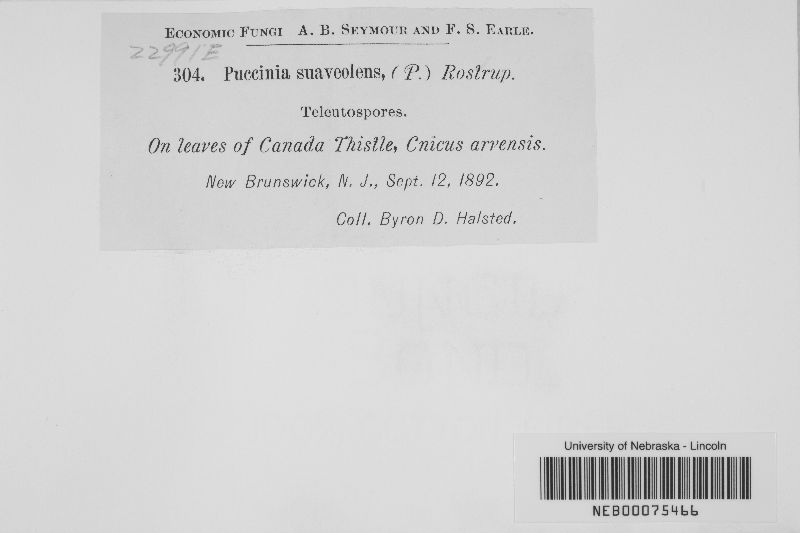 Economic Fungi A. B. Seymour and F. S. Earle.
22991E
304. Puccinia suaveolens, (P.) Rostrup.
Teleutospores.
On leaves of Canada Thistle, Cnicus arvensis.
New Brunswick, N. J., Sept. 12, 1892.
Coll. Byron D. Halsted.
University of Nebraska - Lincoln
NEB00075466